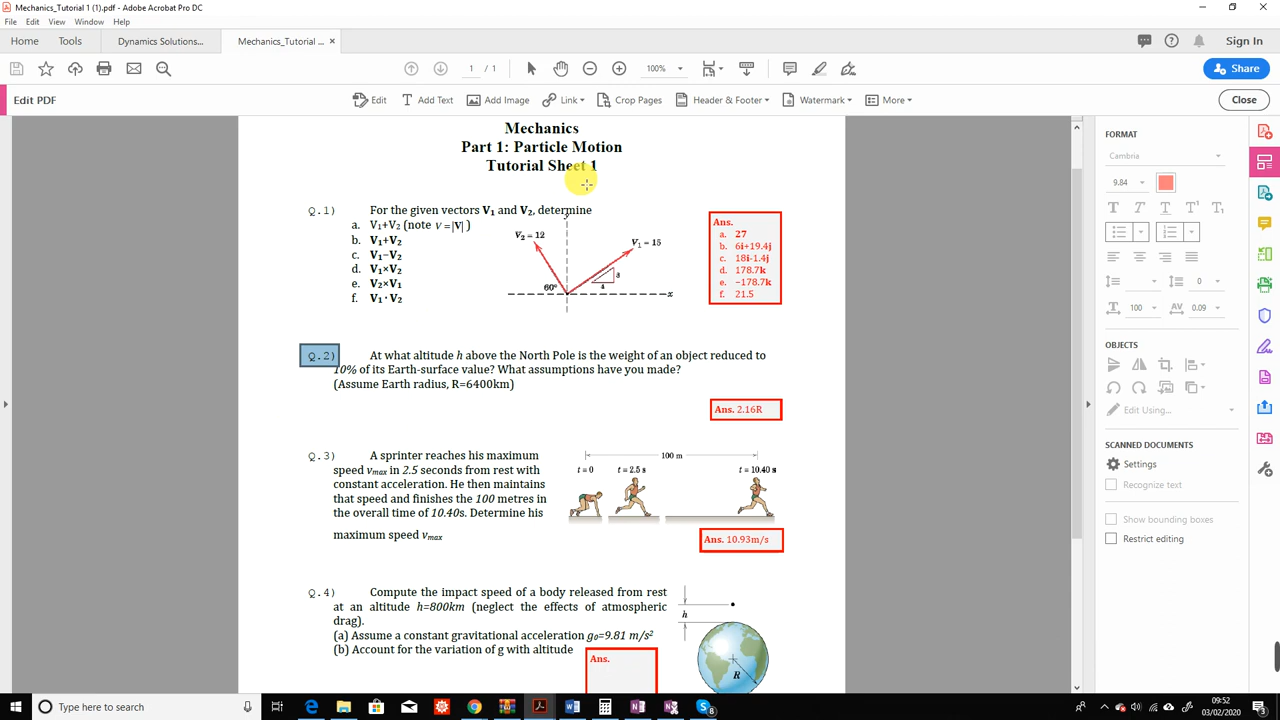 Mechanics_Tutorial 1 (1).pdf - Adobe Acrobat Pro DC
File Edit View Window Help
Home Tools Dynamics Solutions... Mechanics_Tutorial ... × Sign In
1 / 1 100% Share
Edit PDF Edit Add Text Add Image Link Crop Pages Header & Footer Watermark More Close
Mechanics
Part 1: Particle Motion
Tutorial Sheet 1
Q.1) For the given vectors V₁ and V₂, determine
a. V₁+V₂ (note V = |V| )
b. V₁+V₂
c. V₁−V₂
d. V₁×V₂
e. V₂×V₁
f. V₁ · V₂
y
V₂ = 12
V₁ = 15
60°
3
4
x
Ans.
a. 27
b. 6i+19.4j
c. 18i-1.4j
d. 178.7k
e. −178.7k
f. 21.5
Q.2) At what altitude h above the North Pole is the weight of an object reduced to
10% of its Earth-surface value? What assumptions have you made?
(Assume Earth radius, R=6400km)
Ans. 2.16R
Q.3) A sprinter reaches his maximum
speed vmax in 2.5 seconds from rest with
constant acceleration. He then maintains
that speed and finishes the 100 metres in
the overall time of 10.40s. Determine his
maximum speed vmax
100 m
t = 0 t = 2.5 s t = 10.40 s
Ans. 10.93m/s
Q.4) Compute the impact speed of a body released from rest
at an altitude h=800km (neglect the effects of atmospheric
drag).
(a) Assume a constant gravitational acceleration g₀=9.81 m/s²
(b) Account for the variation of g with altitude
Ans.
h
R
FORMAT
Cambria
9.84
T T T T¹ T₁
0
100 AV 0.09
OBJECTS
Edit Using...
SCANNED DOCUMENTS
Settings
Recognize text
Show bounding boxes
Restrict editing
Type here to search
09:52
03/02/2020